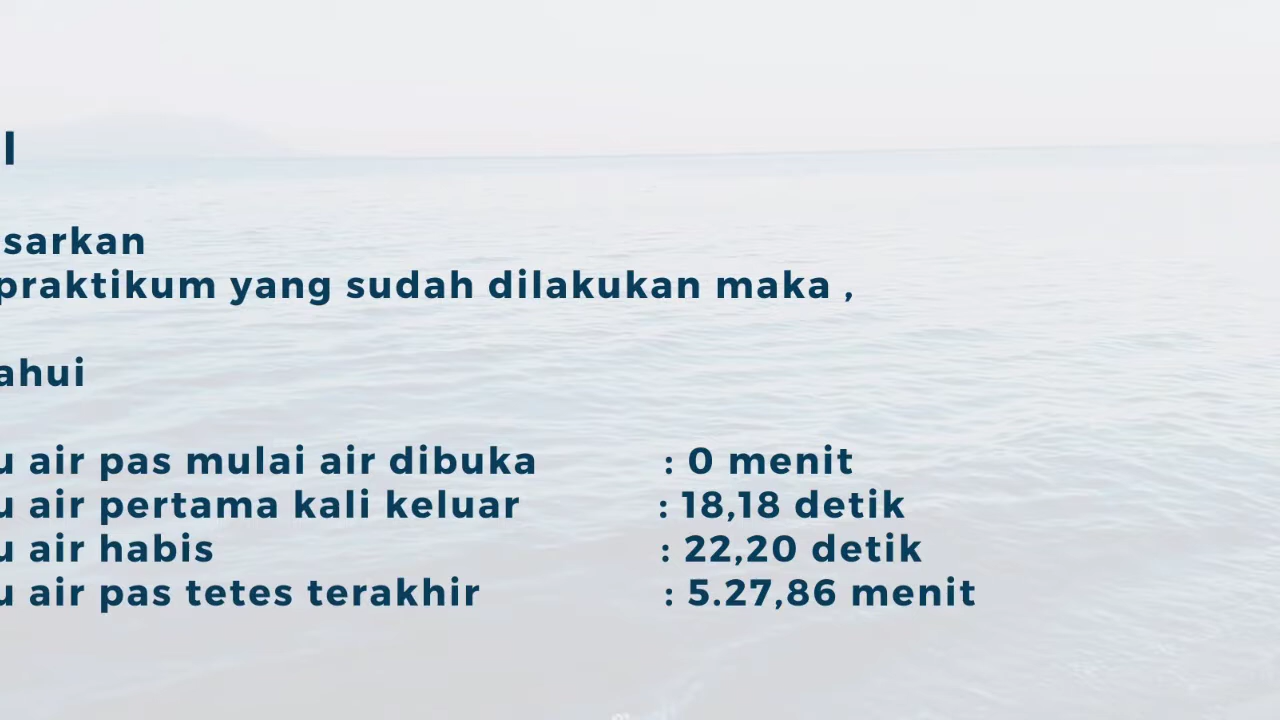 l
sarkan
praktikum yang sudah dilakukan maka ,
ahui
u air pas mulai air dibuka : 0 menit
u air pertama kali keluar : 18,18 detik
u air habis : 22,20 detik
u air pas tetes terakhir : 5.27,86 menit